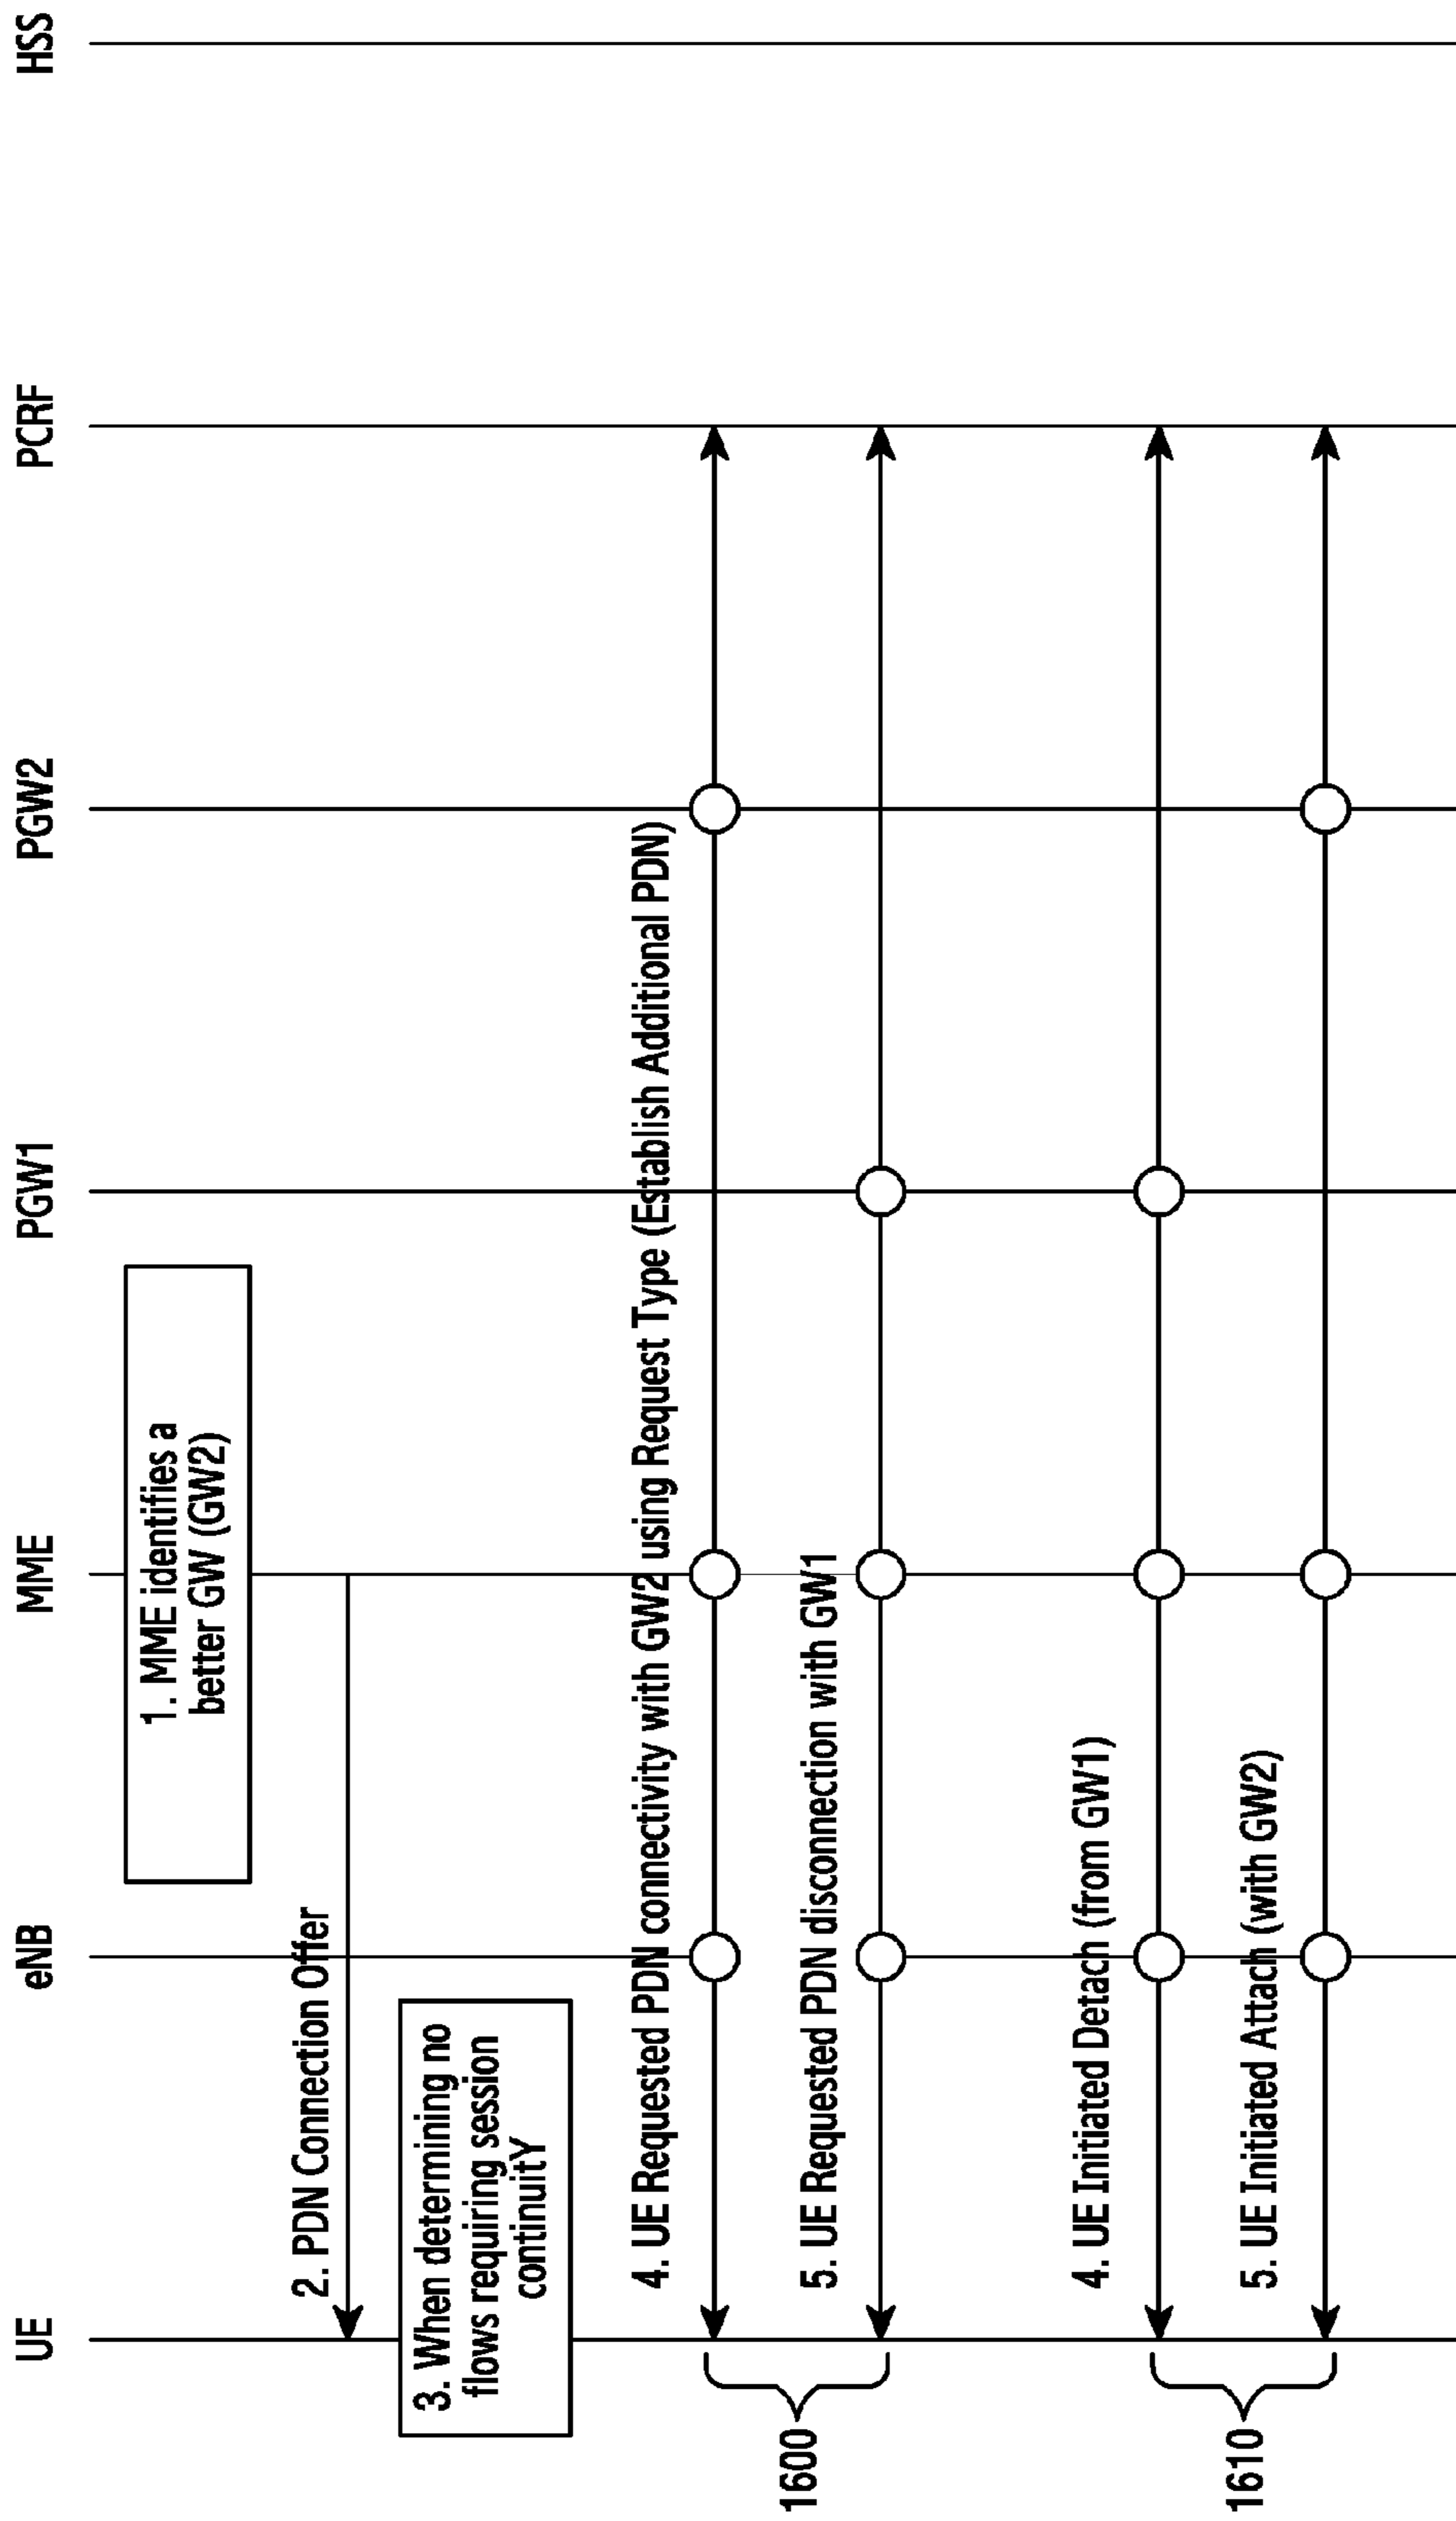 UE
eNB
MME
PGW1
PGW2
PCRF
HSS
1. MME identifies a
better GW (GW2)
2. PDN Connection Offer
3. When determining no
flows requiring session
continuitY
4. UE Requested PDN connectivity with GW2 using Request Type (Establish Additional PDN)
1600
5. UE Requested PDN disconnection with GW1
4. UE Initiated Detach (from GW1)
1610
5. UE Initiated Attach (with GW2)